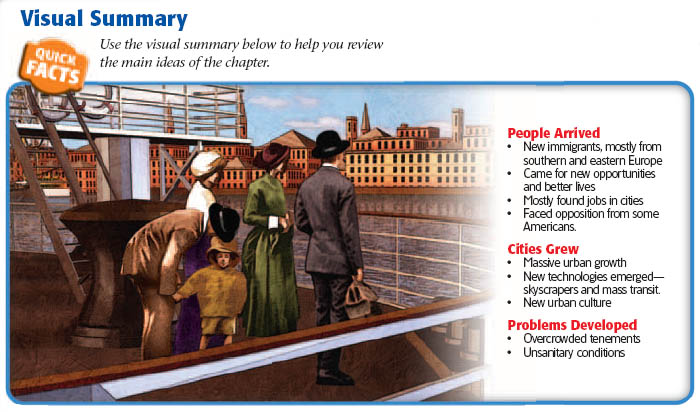 Visual Summary
QUICK
FACTS
Use the visual summary below to help you review
the main ideas of the chapter.
People Arrived
• New immigrants, mostly from
southern and eastern Europe
• Came for new opportunities
and better lives
• Mostly found jobs in cities
• Faced opposition from some
Americans.
Cities Grew
• Massive urban growth
• New technologies emerged—
skyscrapers and mass transit.
• New urban culture
Problems Developed
• Overcrowded tenements
• Unsanitary conditions